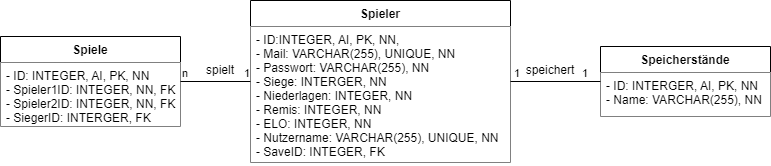 Spiele
- ID: INTEGER, AI, PK, NN
- Spieler1ID: INTEGER, NN, FK
- Spieler2ID: INTEGER, NN, FK
- SiegerID: INTERGER, FK
n
spielt
1
Spieler
- ID:INTEGER, AI, PK, NN,
- Mail: VARCHAR(255), UNIQUE, NN
- Passwort: VARCHAR(255), NN
- Siege: INTERGER, NN
- Niederlagen: INTEGER, NN
- Remis: INTEGER, NN
- ELO: INTEGER, NN
- Nutzername: VARCHAR(255), UNIQUE, NN
- SaveID: INTEGER, FK
1
speichert
1
Speicherstände
- ID: INTERGER, AI, PK, NN
- Name: VARCHAR(255), NN